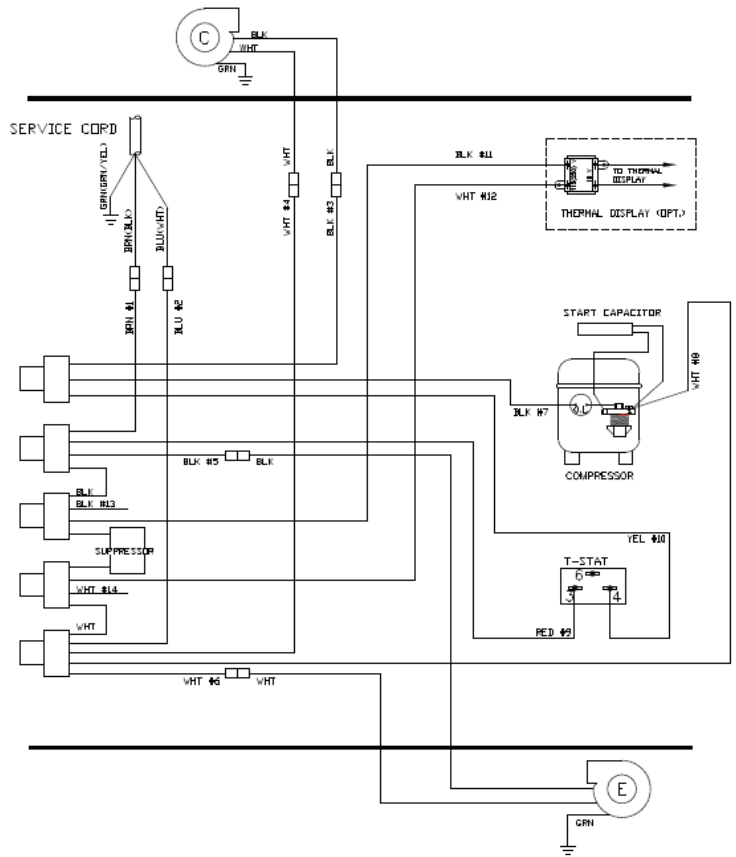 C
BLK
WHT
GRN
SERVICE CORD
GRN(GRN/YEL)
BRN(BLK)
BLU(WHT)
WHT
BLK
WHT #4
BLK #3
BLK #11
WHT #12
TO THERMAL
DISPLAY
THERMAL DISPLAY (OPT.)
BRN #1
BLU #2
START CAPACITOR
WHT #8
BLK #7
O.L
COMPRESSOR
BLK #5
BLK
BLK
BLK #13
SUPPRESSOR
YEL #10
T-STAT
6
3
4
WHT #14
WHT
RED #9
WHT #6
WHT
E
GRN